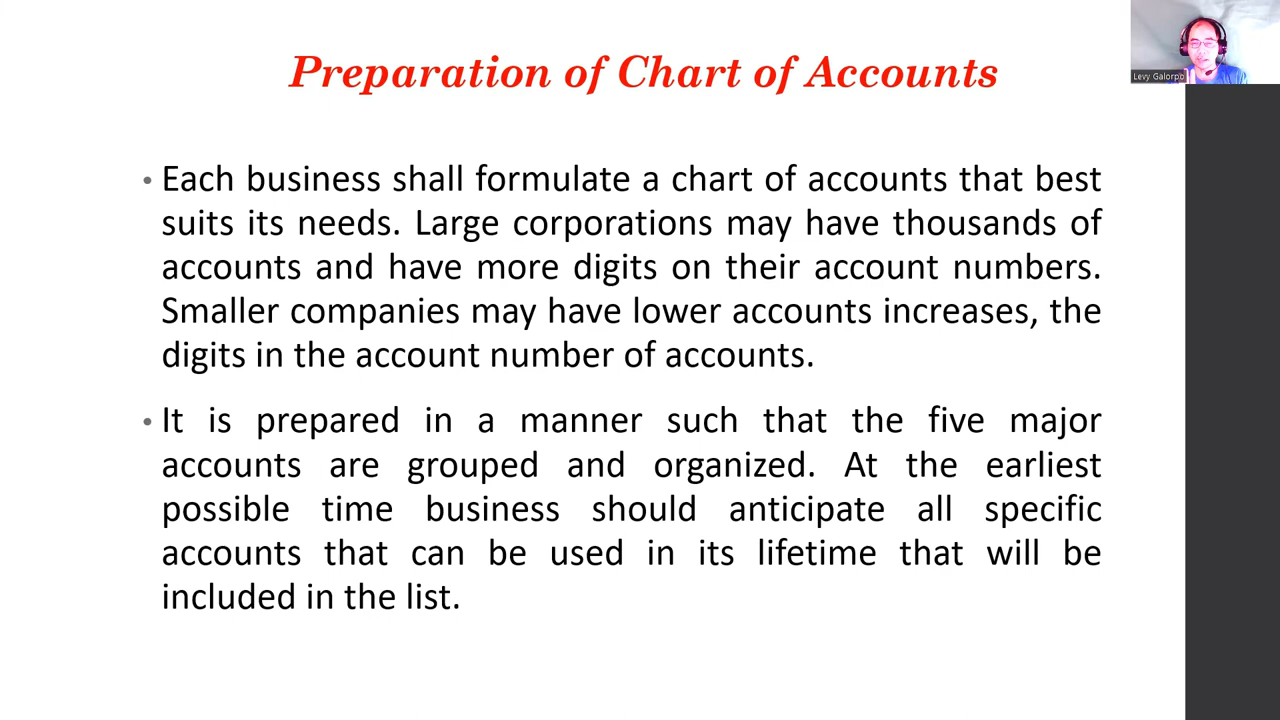 Preparation of Chart of Accounts
Levy Galorpo
• Each business shall formulate a chart of accounts that best
suits its needs. Large corporations may have thousands of
accounts and have more digits on their account numbers.
Smaller companies may have lower accounts increases, the
digits in the account number of accounts.
• It is prepared in a manner such that the five major
accounts are grouped and organized. At the earliest
possible time business should anticipate all specific
accounts that can be used in its lifetime that will be
included in the list.